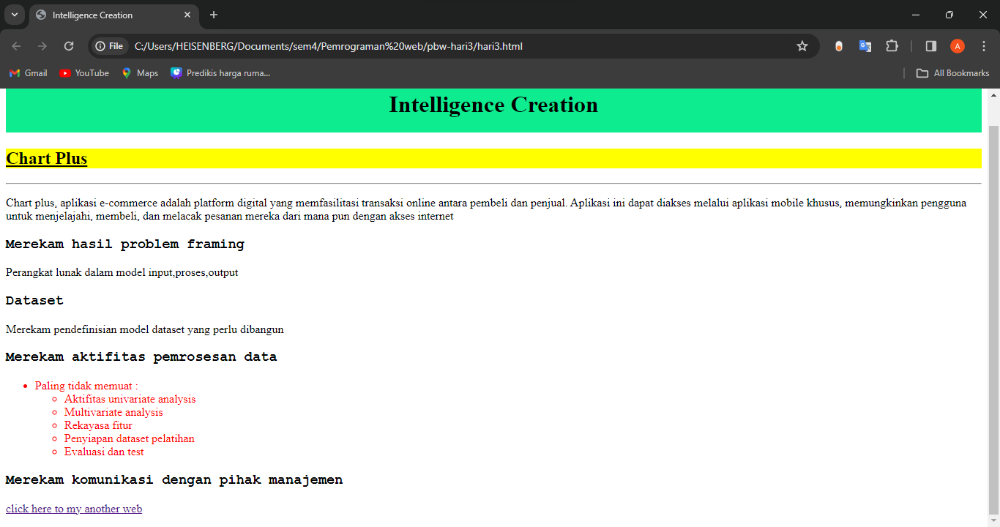 Intelligence Creation
File C:/Users/HEISENBERG/Documents/sem4/Pemrograman%20web/pbw-hari3/hari3.html A
Gmail YouTube Maps Predikis harga ruma... All Bookmarks
Intelligence Creation
Chart Plus
Chart plus, aplikasi e-commerce adalah platform digital yang memfasilitasi transaksi online antara pembeli dan penjual. Aplikasi ini dapat diakses melalui aplikasi mobile khusus, memungkinkan pengguna
untuk menjelajahi, membeli, dan melacak pesanan mereka dari mana pun dengan akses internet
Merekam hasil problem framing
Perangkat lunak dalam model input,proses,output
Dataset
Merekam pendefinisian model dataset yang perlu dibangun
Merekam aktifitas pemrosesan data
Paling tidak memuat :
Aktifitas univariate analysis
Multivariate analysis
Rekayasa fitur
Penyiapan dataset pelatihan
Evaluasi dan test
Merekam komunikasi dengan pihak manajemen
click here to my another web